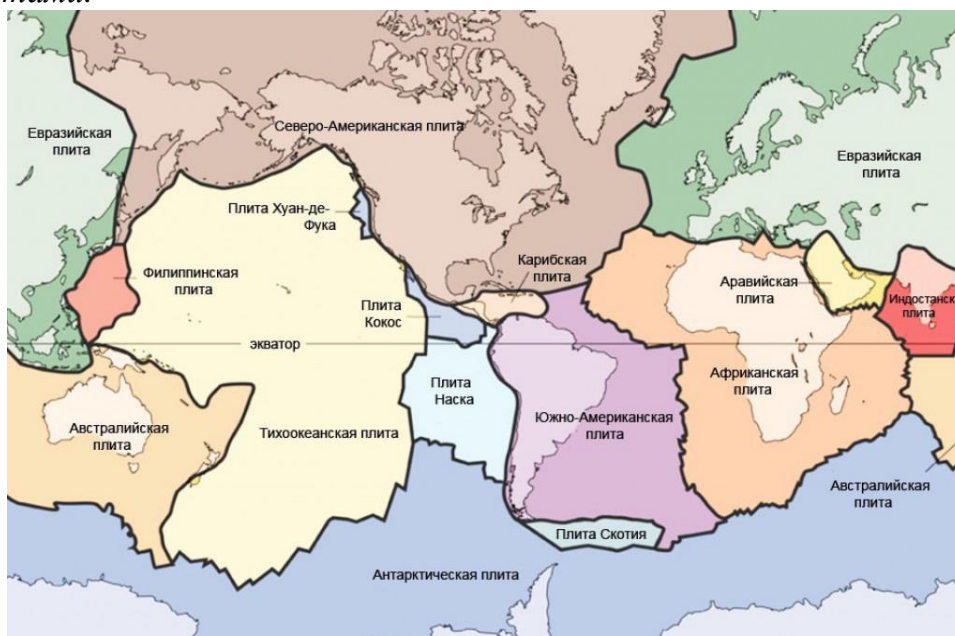 Евразийская
плита
Северо-Американская плита
Евразийская
плита
Плита Хуан-де-
Фука
Филиппинская
плита
Карибская
плита
Аравийская
плита
Индостанск
плита
Плита
Кокос
экватор
Плита
Наска
Африканская
плита
Австралийская
плита
Тихоокеанская плита
Южно-Американская
плита
Австралийская
плита
Плита Скотия
Антарктическая плита